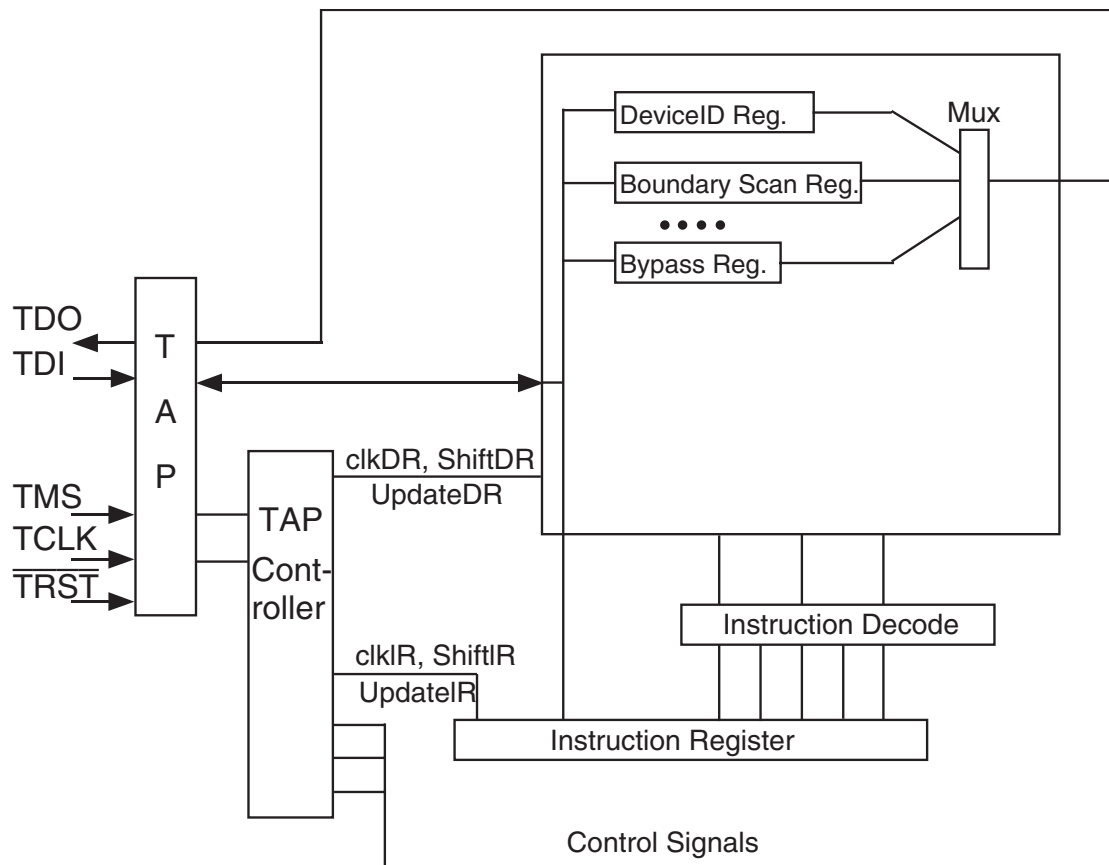 DeviceID Reg.
Mux
Boundary Scan Reg.
Bypass Reg.
TDO
TDI
TMS
TCLK
TRST
T
A
P
TAP
Cont-
roller
clkDR, ShiftDR
UpdateDR
clkIR, ShiftIR
UpdateIR
Instruction Decode
Instruction Register
Control Signals